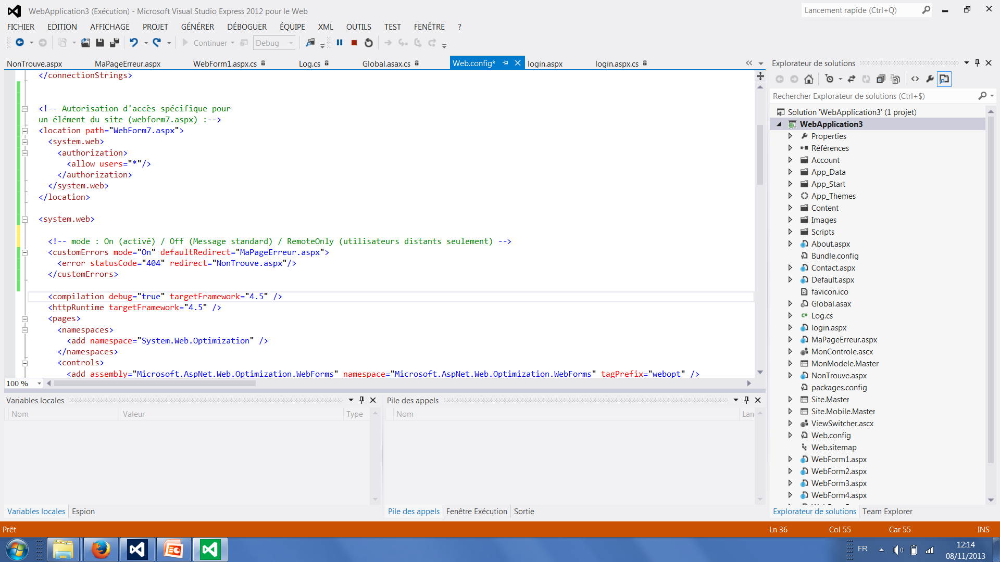 WebApplication3 (Exécution) - Microsoft Visual Studio Express 2012 pour le Web
Lancement rapide (Ctrl+Q)
FICHIER EDITION AFFICHAGE PROJET GÉNÉRER DÉBOGUER ÉQUIPE XML OUTILS TEST FENÊTRE ?
Continuer Debug
NonTrouve.aspx MaPageErreur.aspx WebForm1.aspx.cs Log.cs Global.asax.cs Web.config* login.aspx login.aspx.cs
</connectionStrings>
<!-- Autorisation d'accès spécifique pour
un élément du site (webform7.aspx) :-->
<location path="WebForm7.aspx">
<system.web>
<authorization>
<allow users="*"/>
</authorization>
</system.web>
</location>
<system.web>
<!-- mode : On (activé) / Off (Message standard) / RemoteOnly (utilisateurs distants seulement) -->
<customErrors mode="On" defaultRedirect="MaPageErreur.aspx">
<error statusCode="404" redirect="NonTrouve.aspx"/>
</customErrors>
<compilation debug="true" targetFramework="4.5" />
<httpRuntime targetFramework="4.5" />
<pages>
<namespaces>
<add namespace="System.Web.Optimization" />
</namespaces>
<controls>
<add assembly="Microsoft.AspNet.Web.Optimization.WebForms" namespace="Microsoft.AspNet.Web.Optimization.WebForms" tagPrefix="webopt" />
100 %
Variables locales
Nom Valeur Type
Variables locales Espion
Pile des appels
Nom Lan
Pile des appels Fenêtre Exécution Sortie
Explorateur de solutions
Rechercher Explorateur de solutions (Ctrl+$)
Solution 'WebApplication3' (1 projet)
WebApplication3
Properties
Références
Account
App_Data
App_Start
App_Themes
Content
Images
Scripts
About.aspx
Bundle.config
Contact.aspx
Default.aspx
favicon.ico
Global.asax
Log.cs
login.aspx
MaPageErreur.aspx
MonControle.ascx
MonModele.Master
NonTrouve.aspx
packages.config
Site.Master
Site.Mobile.Master
ViewSwitcher.ascx
Web.config
Web.sitemap
WebForm1.aspx
WebForm2.aspx
WebForm3.aspx
WebForm4.aspx
Explorateur de solutions Team Explorer
Prêt Ln 36 Col 55 Car 55 INS
FR
12:14
08/11/2013